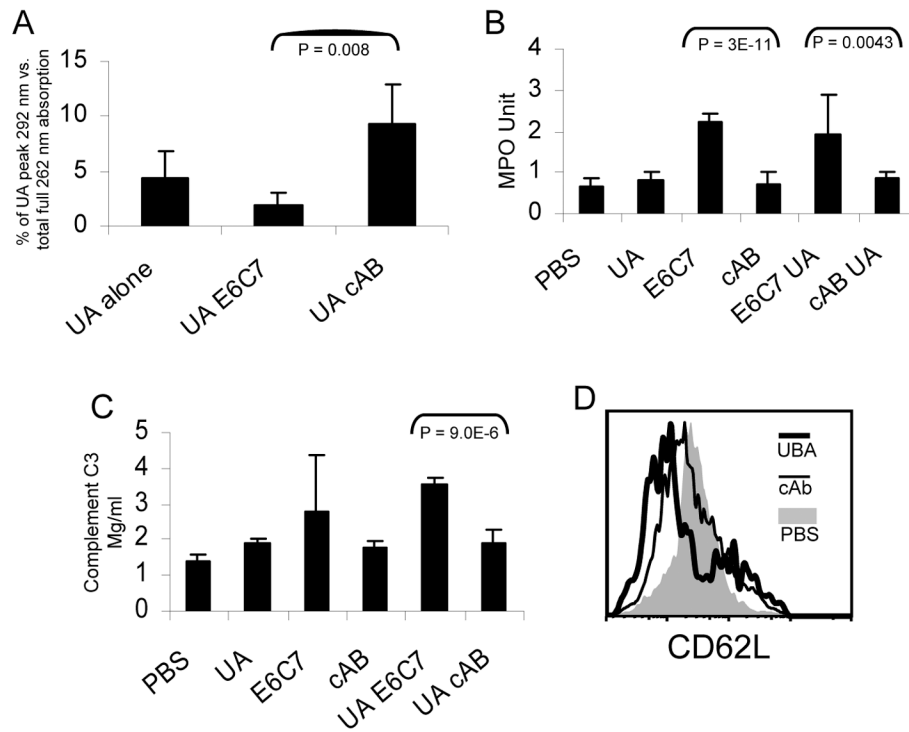 A
% of UA peak 292 nm vs.
total full 262 nm absorption
15
10
5
0
P = 0.008
UA alone
UA E6C7
UA cAB
B
MPO Unit
4
3
2
1
0
P = 3E-11
P = 0.0043
PBS
UA
E6C7
cAB
E6C7 UA
cAB UA
C
Complement C3
Mg/ml
5
4
3
2
1
0
P = 9.0E-6
PBS
UA
E6C7
cAB
UA E6C7
UA cAB
D
UBA
cAb
PBS
CD62L